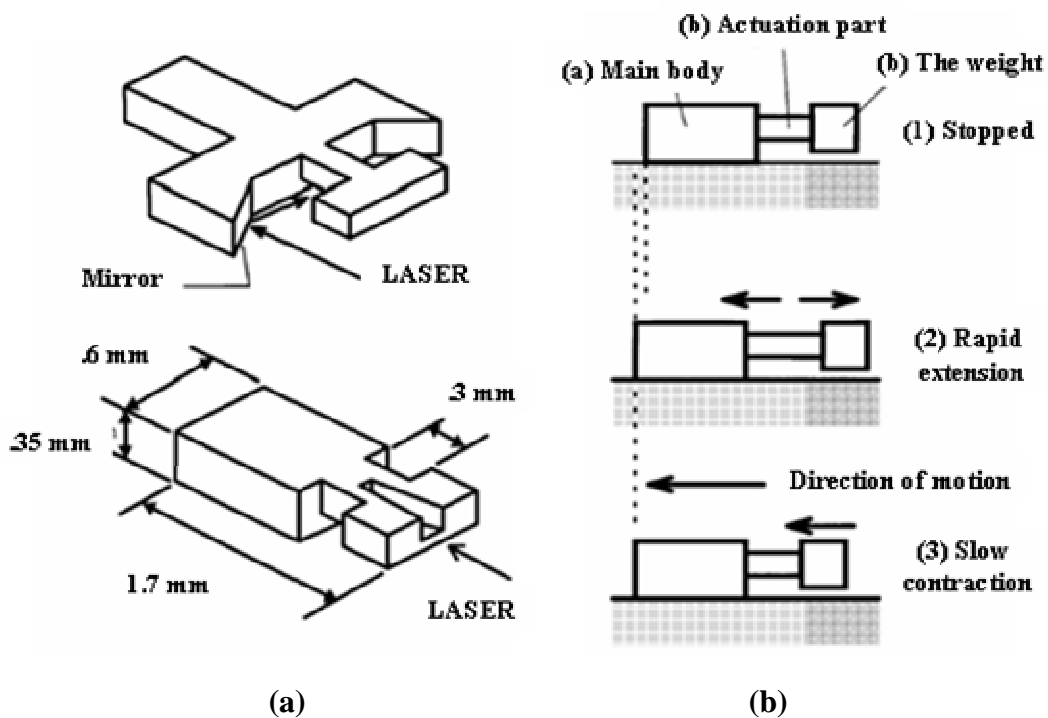 Mirror
LASER
.6 mm
.3 mm
.35 mm
1.7 mm
LASER
(a)
(b) Actuation part
(a) Main body
(b) The weight
(1) Stopped
(2) Rapid
extension
Direction of motion
(3) Slow
contraction
(b)